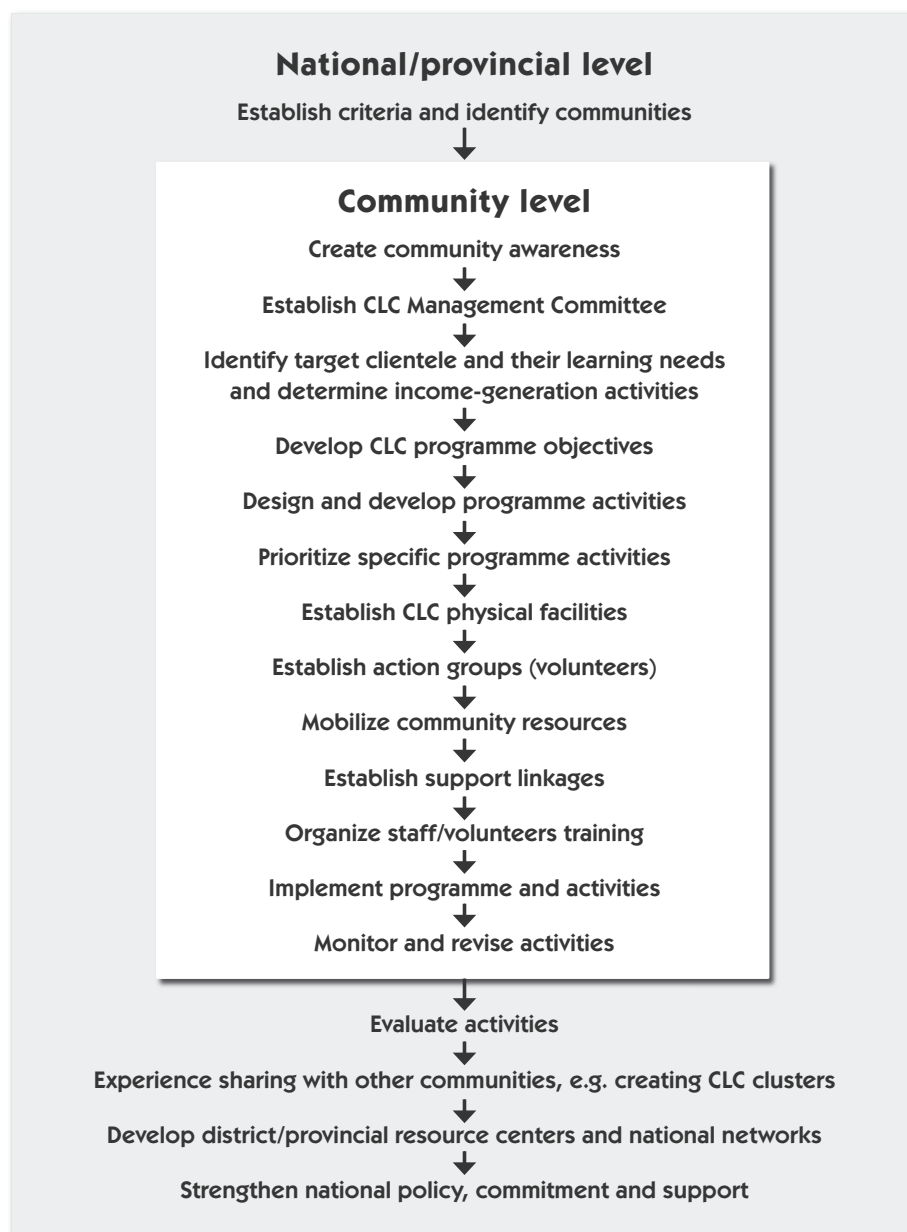 National/provincial level
Establish criteria and identify communities
Community level
Create community awareness
Establish CLC Management Committee
Identify target clientele and their learning needs
and determine income-generation activities
Develop CLC programme objectives
Design and develop programme activities
Prioritize specific programme activities
Establish CLC physical facilities
Establish action groups (volunteers)
Mobilize community resources
Establish support linkages
Organize staff/volunteers training
Implement programme and activities
Monitor and revise activities
Evaluate activities
Experience sharing with other communities, e.g. creating CLC clusters
Develop district/provincial resource centers and national networks
Strengthen national policy, commitment and support